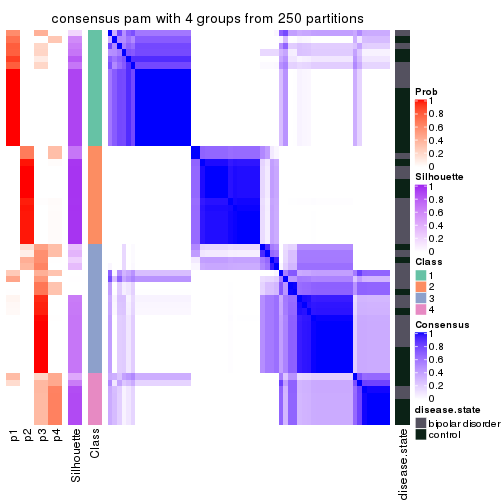 consensus pam with 4 groups from 250 partitions
Prob
1
0.8
0.6
0.4
0.2
0
Silhouette
1
0.8
0.6
0.4
0.2
0
Class
1
2
3
4
Consensus
1
0.8
0.6
0.4
0.2
0
disease.state
bipolar disorder
control
p1
p2
p3
p4
Silhouette
Class
disease.state